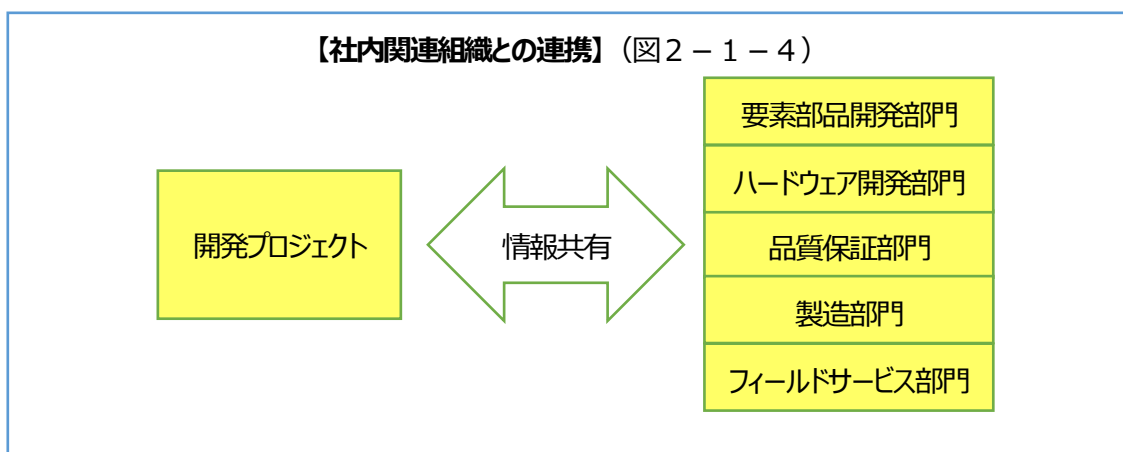 【社内関連組織との連携】（図２－１－４）
要素部品開発部門
ハードウェア開発部門
開発プロジェクト
情報共有
品質保証部門
製造部門
フィールドサービス部門